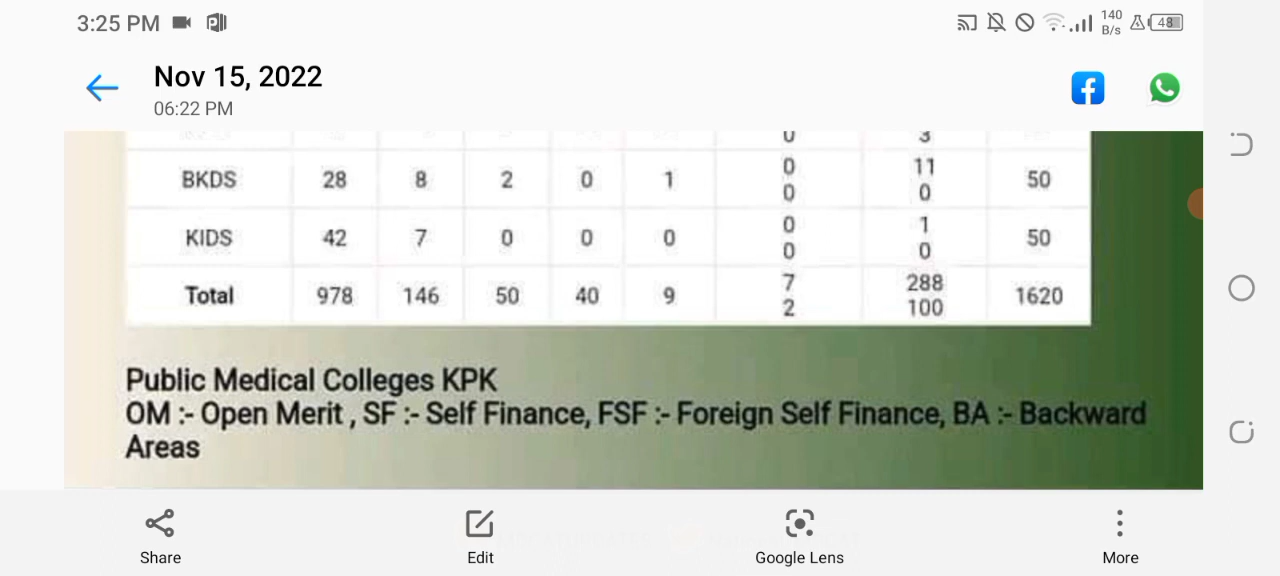 3:25 PM 140 B/s 48
Nov 15, 2022
06:22 PM
0 3
BKDS 28 8 2 0 1 0 11 50
0 0
KIDS 42 7 0 0 0 0 1 50
0 0
Total 978 146 50 40 9 7 288 1620
2 100
Public Medical Colleges KPK
OM :- Open Merit , SF :- Self Finance, FSF :- Foreign Self Finance, BA :- Backward
Areas
Share Edit Google Lens More